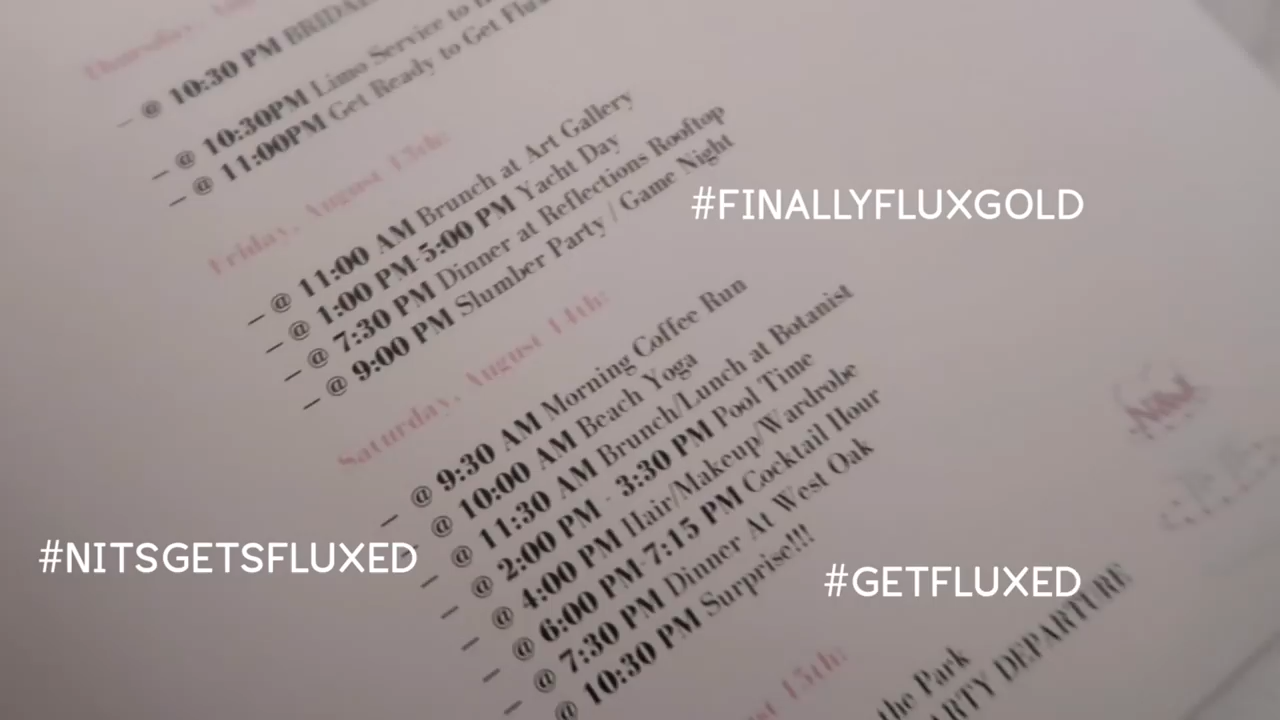 Thursday,
@ 10:30 PM BRIDAL
– @ 10:30PM Limo Service to
– @ 11:00PM Get Ready to Get
Friday, August 13th:
– @ 11:00 AM Brunch at Art Gallery
– @ 1:00 PM-5:00 PM Yacht Day
– @ 7:30 PM Dinner at Reflections Rooftop
– @ 9:00 PM Slumber Party / Game Night
#FINALLYFLUXGOLD
Saturday, August 14th:
– @ 9:30 AM Morning Coffee Run
– @ 10:00 AM Beach Yoga
– @ 11:30 AM Brunch/Lunch at Botanist
– @ 2:00 PM - 3:30 PM Pool Time
– @ 4:00 PM Hair/Makeup/Wardrobe
– @ 6:00 PM-7:15 PM Cocktail Hour
– @ 7:30 PM Dinner At West Oak
– @ 10:30 PM Surprise!!!
#NITSGETSFLUXED
#GETFLUXED
15th:
the Park
DEPARTURE